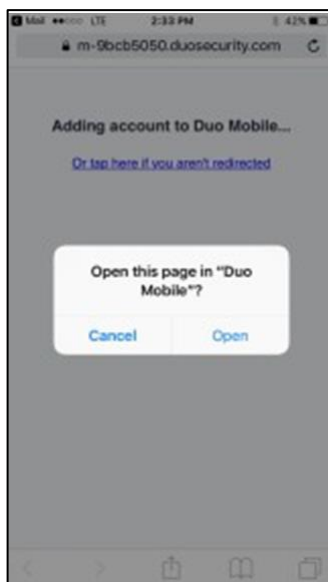 Mail LTE 2:33 PM 42%
m-9bcb5050.duosecurity.com
Adding account to Duo Mobile...
Or tap here if you aren't redirected
Open this page in "Duo
Mobile"?
Cancel Open